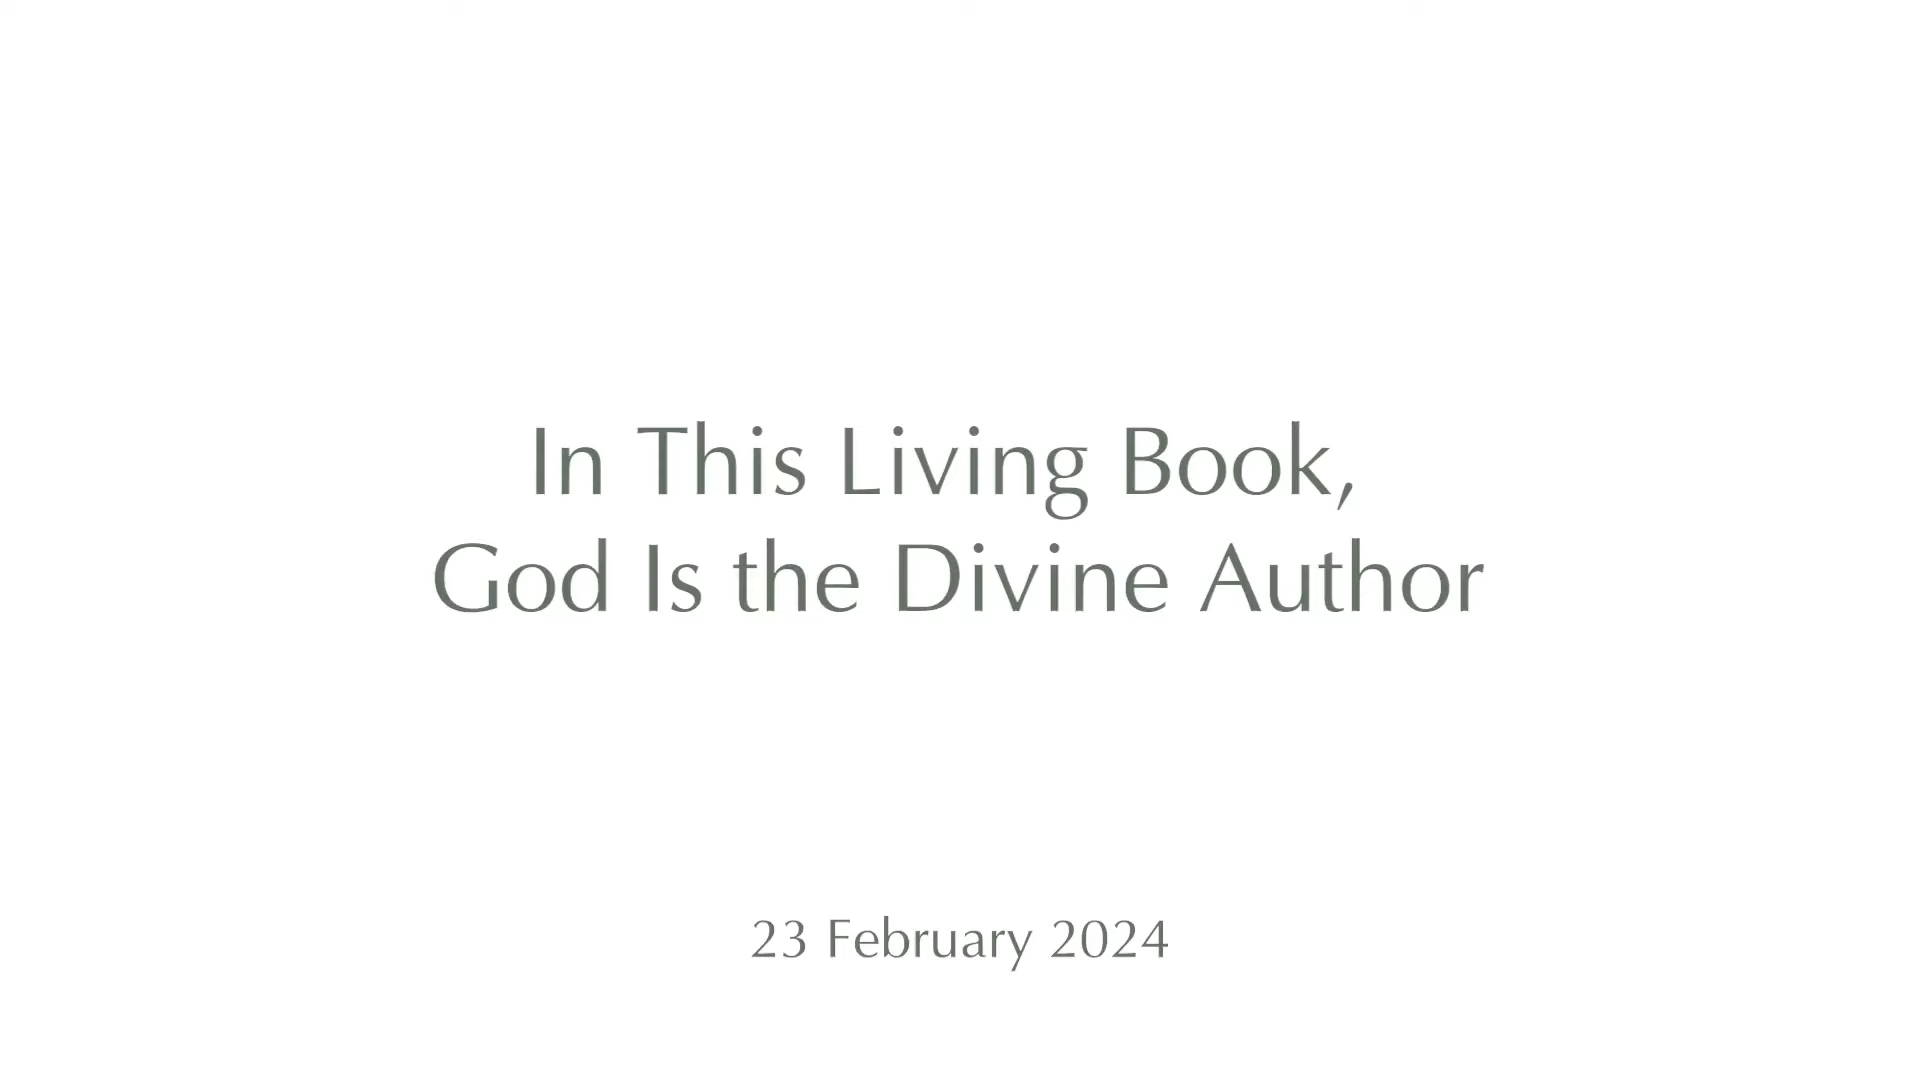 In This Living Book,
God Is the Divine Author
23 February 2024